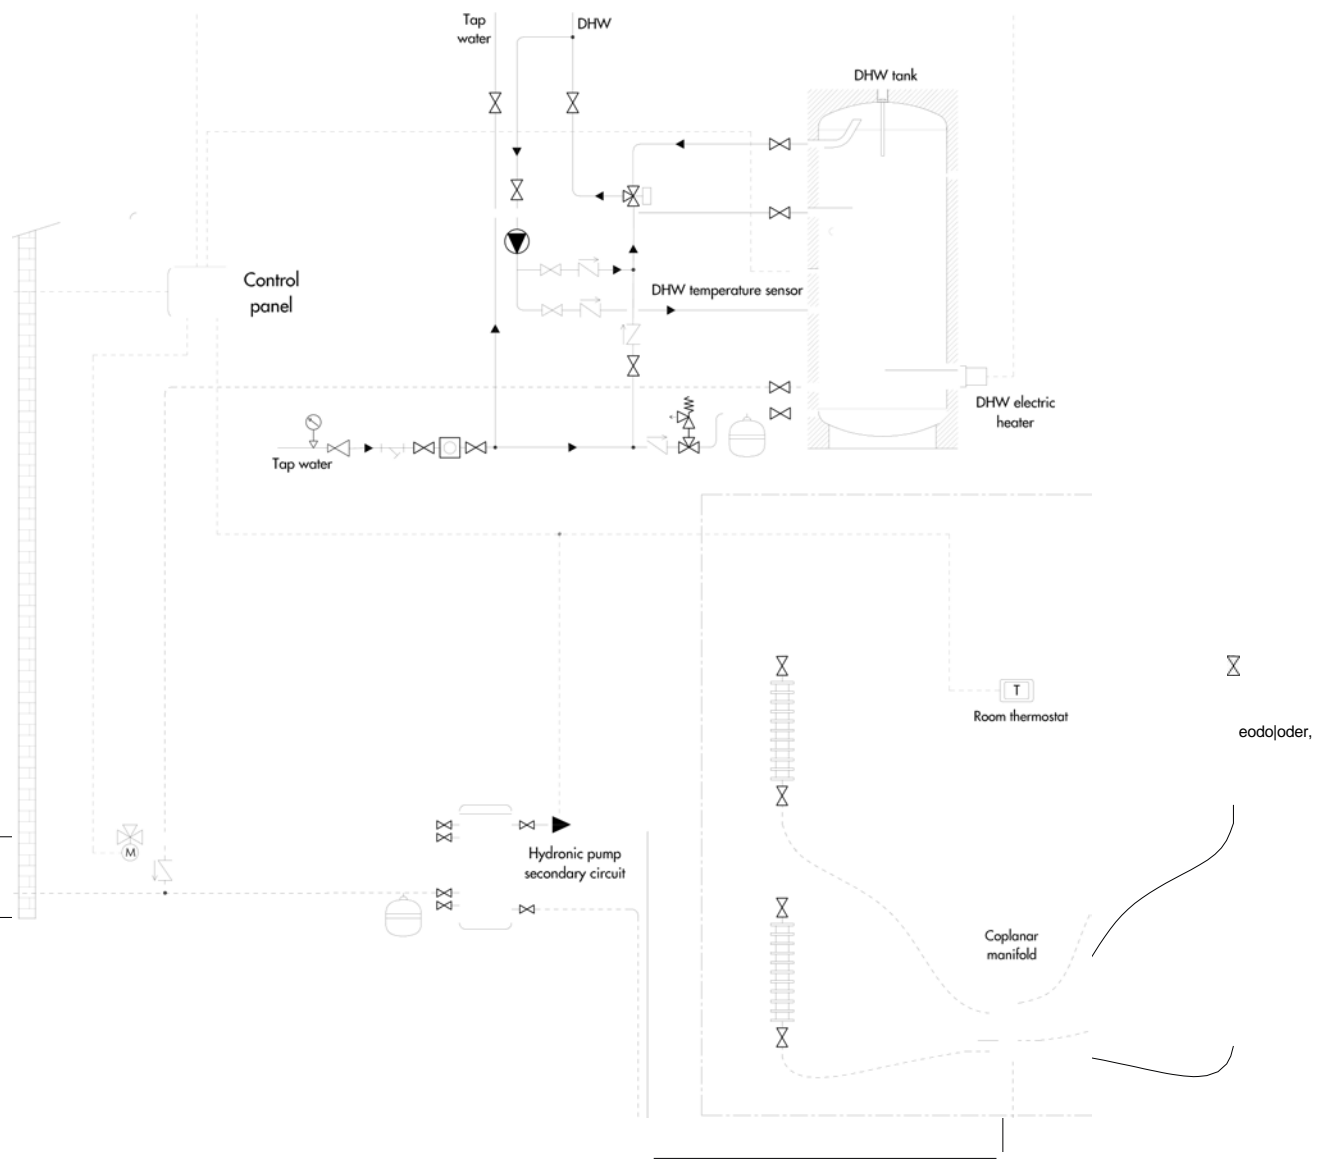 Tap
water
DHW
DHW tank
Control
panel
DHW temperature sensor
DHW electric
heater
Tap water
T
Room thermostat
eodo|oder,
M
Hydronic pump
secondary circuit
Coplanar
manifold